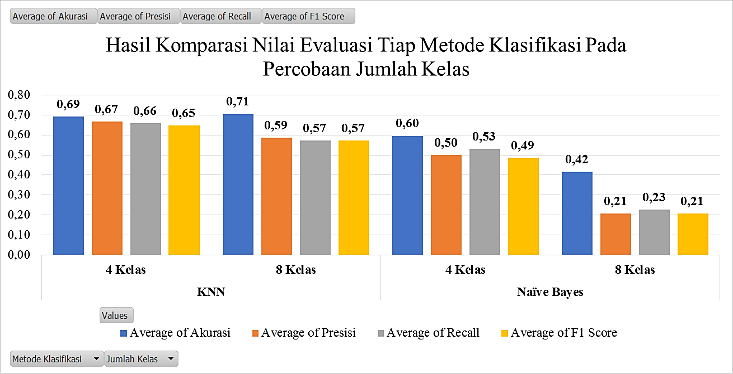 Average of Akurasi Average of Presisi Average of Recall Average of F1 Score
Hasil Komparasi Nilai Evaluasi Tiap Metode Klasifikasi Pada
Percobaan Jumlah Kelas
0,80
0,70
0,60
0,50
0,40
0,30
0,20
0,10
0,00
0,69 0,67 0,66 0,65
0,71 0,59 0,57 0,57
0,60 0,50 0,53 0,49
0,42 0,21 0,23 0,21
4 Kelas 8 Kelas 4 Kelas 8 Kelas
KNN Naïve Bayes
Values
Average of Akurasi Average of Presisi Average of Recall Average of F1 Score
Metode Klasifikasi Jumlah Kelas